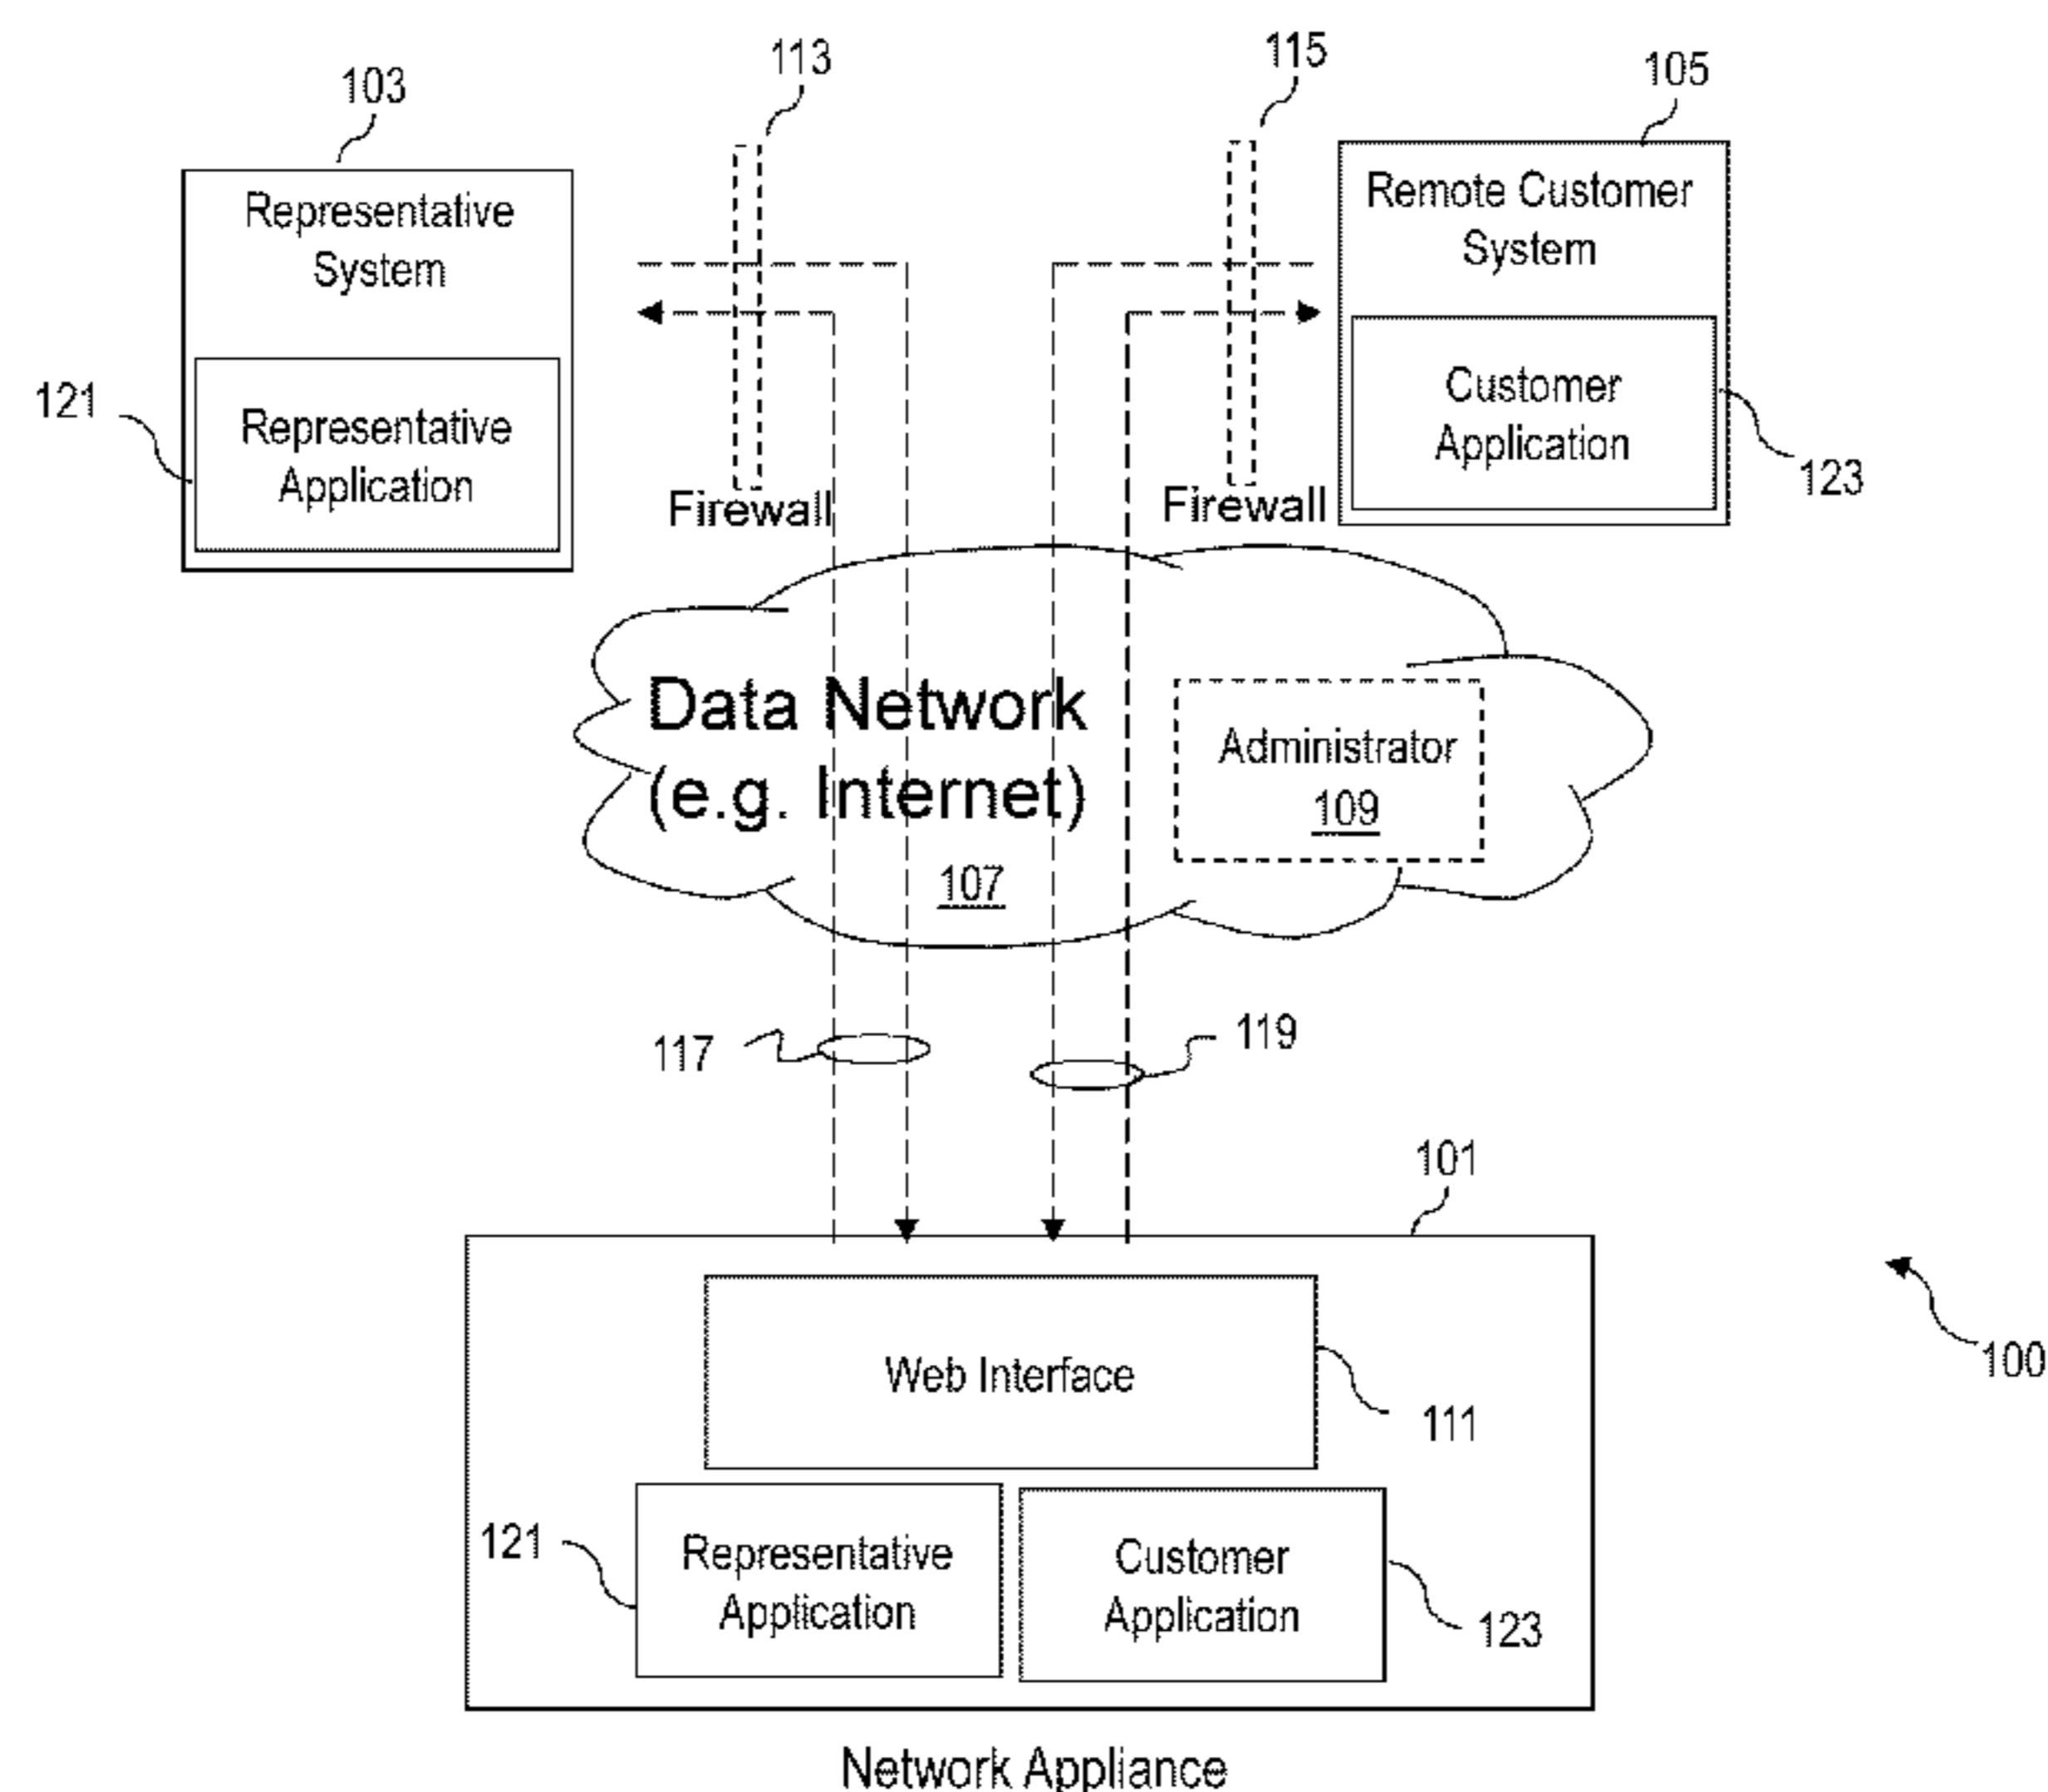 113
115
103
105
Representative
System
Remote Customer
System
121
Representative
Application
Customer
Application
123
Firewall
Firewall
Data Network
(e.g. Internet)
107
Administrator
109
117
119
101
Web Interface
111
100
121
Representative
Application
Customer
Application
123
Network Appliance